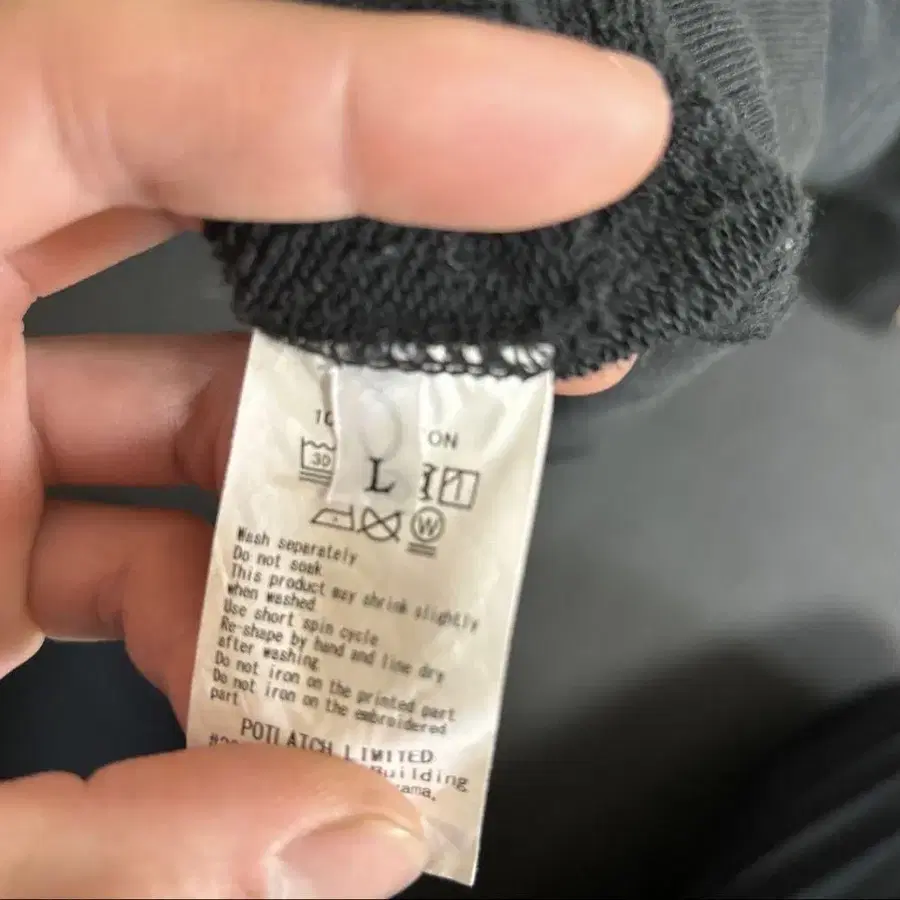 10 ON
30 L
W
Wash separately
Do not soak
This product may shrink slightly
when washed
Use short spin cycle
Re-shape by hand and line dry
after washing
Do not iron on the printed part
Do not iron on the embroidered
part
POTLATCH LIMITED
Building